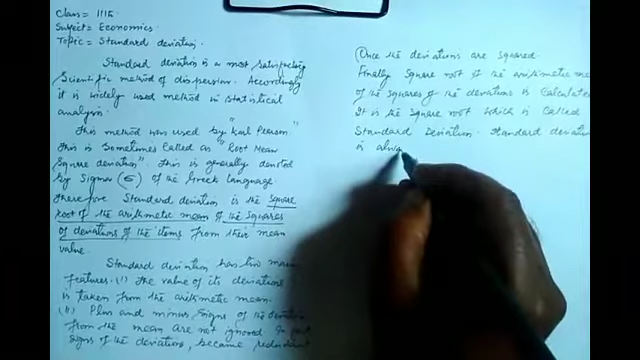 Class = 11th
Subject = Economics
Topic = Standard deviation.
Standard deviation is a most satisfactory
Scientific method of dispersion. Accordingly
it is widely used method in statistical
analysis.
This method was used by "Karl Pearson"
This is sometimes called as "Root Mean
Square deviation". This is generally denoted
by Sigma (σ) of the Greek language.
Therefore Standard deviation is the square
root of the arithmetic mean of the squares
of deviations of the items from their mean
value.
Standard deviation has two main
features. (i) The value of its deviations
is taken from the arithmetic mean.
(ii) Plus and minus signs of the
from the mean are not ignored.
signs of the deviations, became
Once the deviations are squared.
Finally square root of the arithmetic
of the squares of the deviations is Calculated
It is the square root which is Called
Standard Deviation. Standard deviation
is